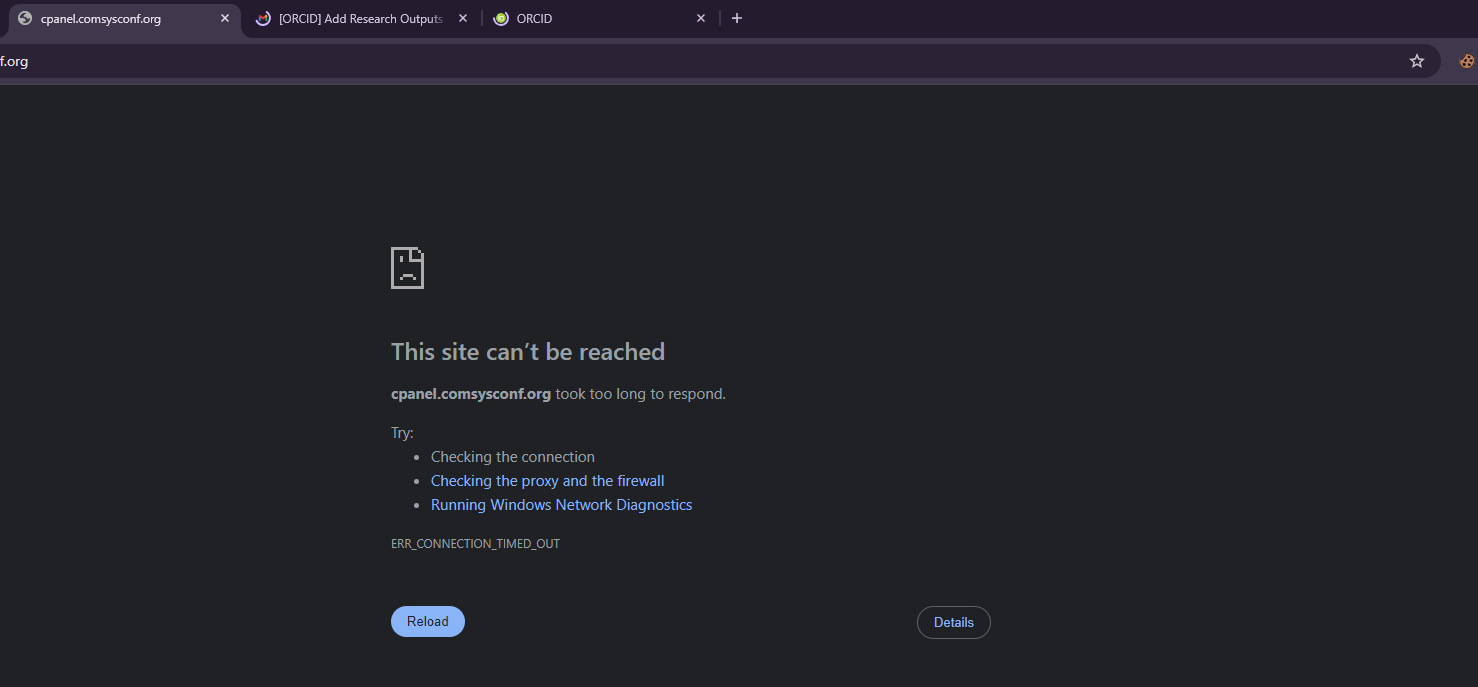 cpanel.comsysconf.org
[ORCID] Add Research Outputs
ORCID
f.org
This site can’t be reached
cpanel.comsysconf.org took too long to respond.
Try:
Checking the connection
Checking the proxy and the firewall
Running Windows Network Diagnostics
ERR_CONNECTION_TIMED_OUT
Reload
Details